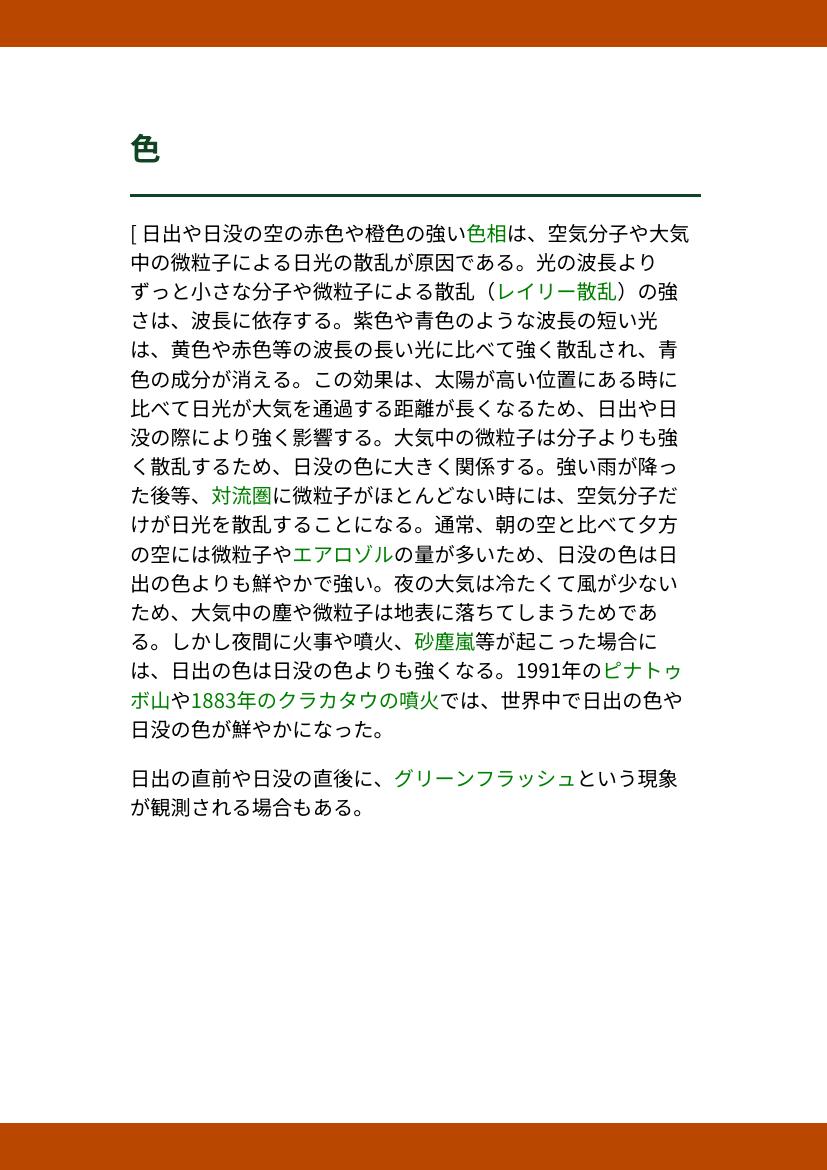 色
[ 日出や日没の空の赤色や橙色の強い色相は、空気分子や大気
中の微粒子による日光の散乱が原因である。光の波長より
ずっと小さな分子や微粒子による散乱（レイリー散乱）の強
さは、波長に依存する。紫色や青色のような波長の短い光
は、黄色や赤色等の波長の長い光に比べて強く散乱され、青
色の成分が消える。この効果は、太陽が高い位置にある時に
比べて日光が大気を通過する距離が長くなるため、日出や日
没の際により強く影響する。大気中の微粒子は分子よりも強
く散乱するため、日没の色に大きく関係する。強い雨が降っ
た後等、対流圏に微粒子がほとんどない時には、空気分子だ
けが日光を散乱することになる。通常、朝の空と比べて夕方
の空には微粒子やエアロゾルの量が多いため、日没の色は日
出の色よりも鮮やかで強い。夜の大気は冷たくて風が少ない
ため、大気中の塵や微粒子は地表に落ちてしまうためであ
る。しかし夜間に火事や噴火、砂塵嵐等が起こった場合に
は、日出の色は日没の色よりも強くなる。1991年のピナトゥ
ボ山や1883年のクラカタウの噴火では、世界中で日出の色や
日没の色が鮮やかになった。
日出の直前や日没の直後に、グリーンフラッシュという現象
が観測される場合もある。